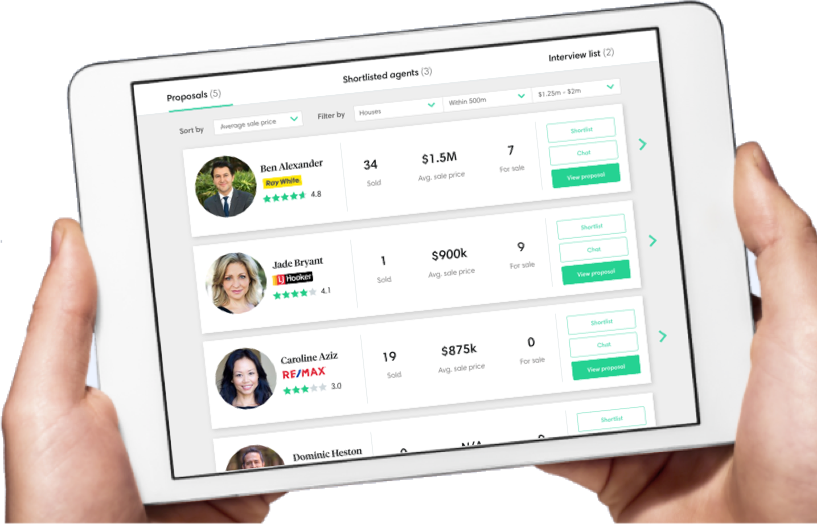 Proposals (5)
Shortlisted agents (3)
Interview list (2)
Sort by
Average sale price
Filter by
Houses
Within 500m
$1.25m - $2m
Ben Alexander
Ray White
4.8
34
Sold
$1.5M
Avg. sale price
7
For sale
Shortlist
Chat
View proposal
Jade Bryant
LJ Hooker
4.1
1
Sold
$900k
Avg. sale price
9
For sale
Shortlist
Chat
View proposal
Caroline Aziz
RE/MAX
3.0
19
Sold
$875k
Avg. sale price
0
For sale
Shortlist
Chat
View proposal
Dominic Heston
N/A
Shortlist